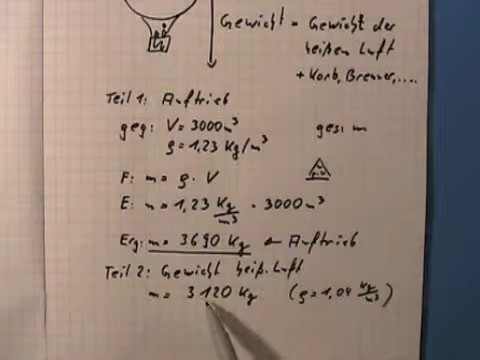 Gewicht = Gewicht der
heißen Luft
+ Korb, Brenner,....
Teil 1: Auftrieb
geg: V = 3000 m³ ges: m
ρ = 1,23 Kg/m³
F: m = ρ · V
E: m = 1,23 Kg/m³ · 3000 m³
Erg: m = 3690 Kg ← Auftrieb
Teil 2: Gewicht heiß. Luft
m = 3120 Kg (ρ = 1,04 Kg/m³)